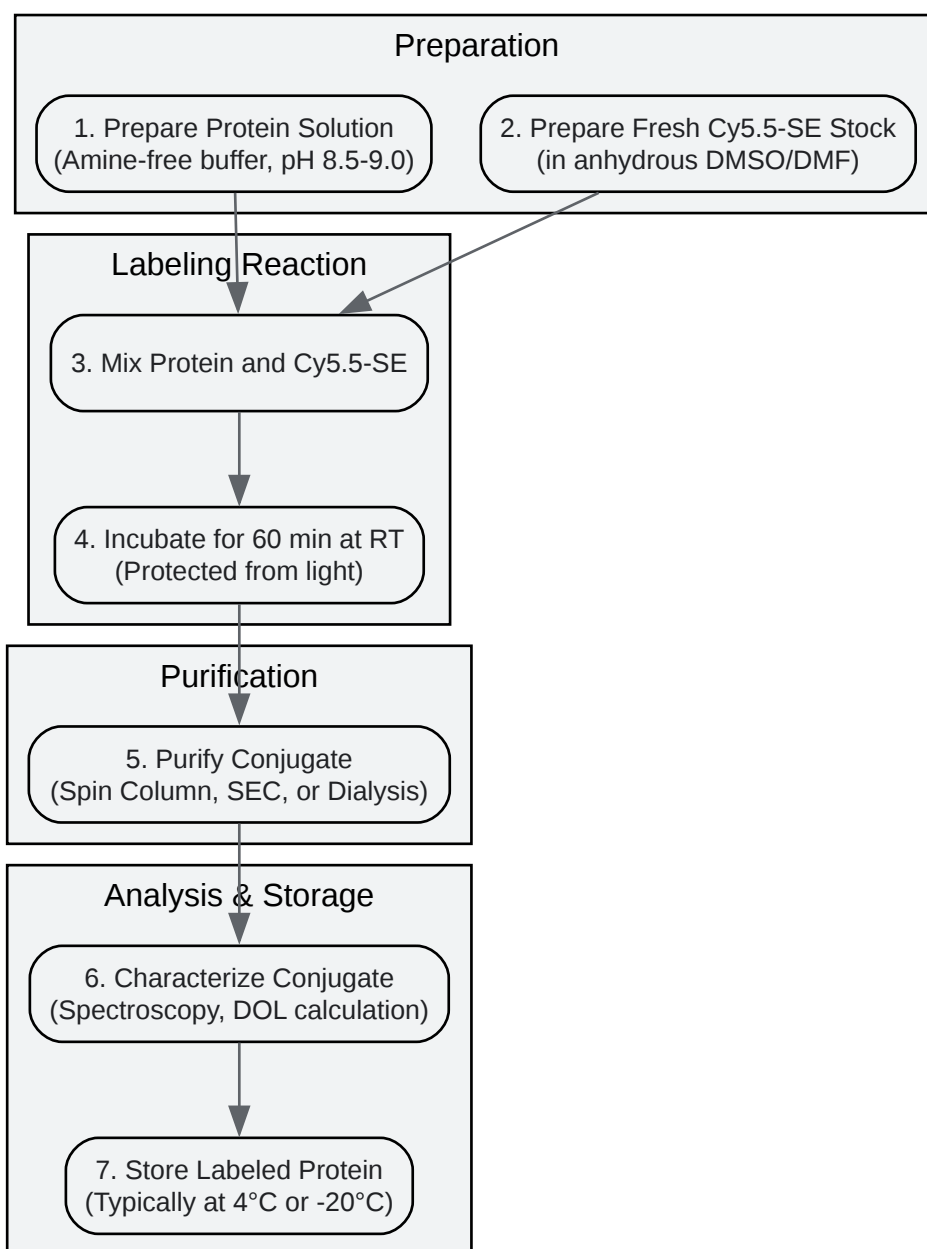 Preparation
1. Prepare Protein Solution
(Amine-free buffer, pH 8.5-9.0)
2. Prepare Fresh Cy5.5-SE Stock
(in anhydrous DMSO/DMF)
Labeling Reaction
3. Mix Protein and Cy5.5-SE
4. Incubate for 60 min at RT
(Protected from light)
Purification
5. Purify Conjugate
(Spin Column, SEC, or Dialysis)
Analysis & Storage
6. Characterize Conjugate
(Spectroscopy, DOL calculation)
7. Store Labeled Protein
(Typically at 4°C or -20°C)